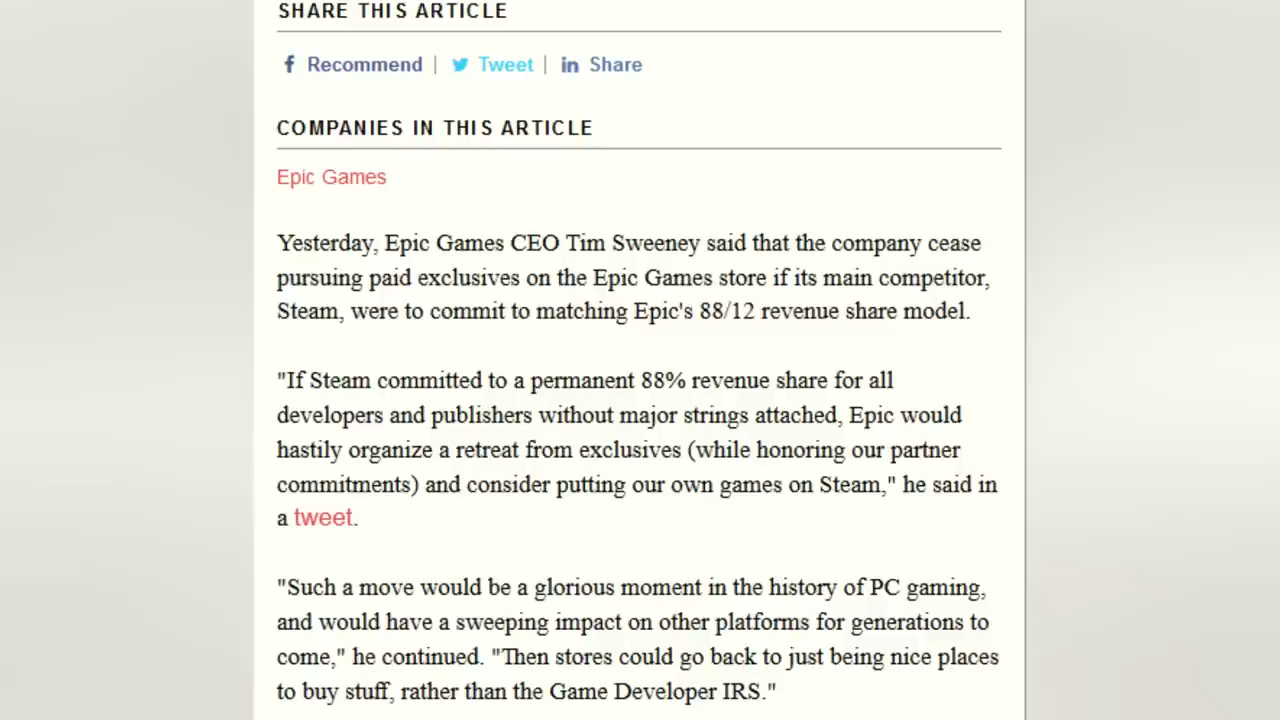 SHARE THIS ARTICLE
Recommend | Tweet | Share
COMPANIES IN THIS ARTICLE
Epic Games
Yesterday, Epic Games CEO Tim Sweeney said that the company cease
pursuing paid exclusives on the Epic Games store if its main competitor,
Steam, were to commit to matching Epic's 88/12 revenue share model.
"If Steam committed to a permanent 88% revenue share for all
developers and publishers without major strings attached, Epic would
hastily organize a retreat from exclusives (while honoring our partner
commitments) and consider putting our own games on Steam," he said in
a tweet.
"Such a move would be a glorious moment in the history of PC gaming,
and would have a sweeping impact on other platforms for generations to
come," he continued. "Then stores could go back to just being nice places
to buy stuff, rather than the Game Developer IRS."